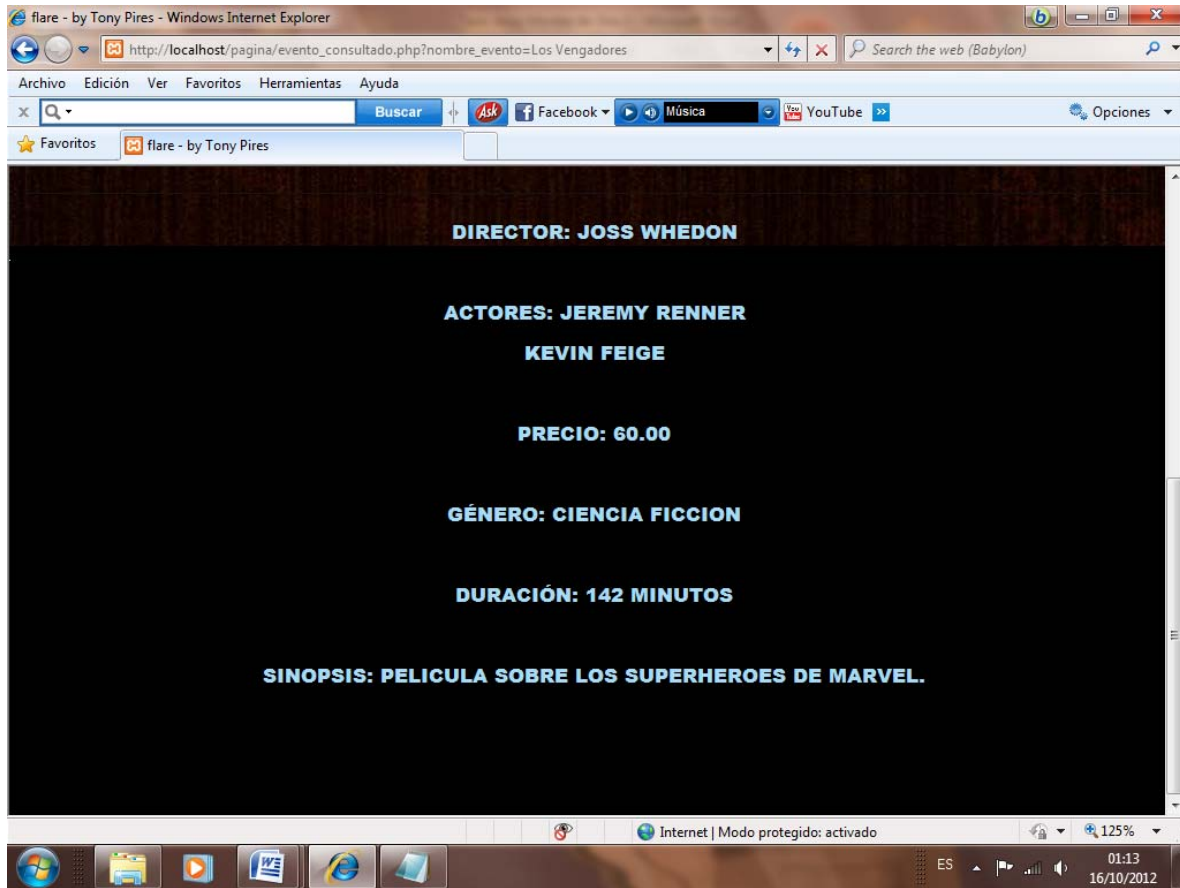 flare - by Tony Pires - Windows Internet Explorer
http://localhost/pagina/evento_consultado.php?nombre_evento=Los Vengadores
Search the web (Babylon)
Archivo Edición Ver Favoritos Herramientas Ayuda
x Buscar Ask Facebook Música You Tube YouTube Opciones
Favoritos flare - by Tony Pires
DIRECTOR: JOSS WHEDON
ACTORES: JEREMY RENNER
KEVIN FEIGE
PRECIO: 60.00
GÉNERO: CIENCIA FICCION
DURACIÓN: 142 MINUTOS
SINOPSIS: PELICULA SOBRE LOS SUPERHEROES DE MARVEL.
Internet | Modo protegido: activado 125%
ES 01:13
16/10/2012